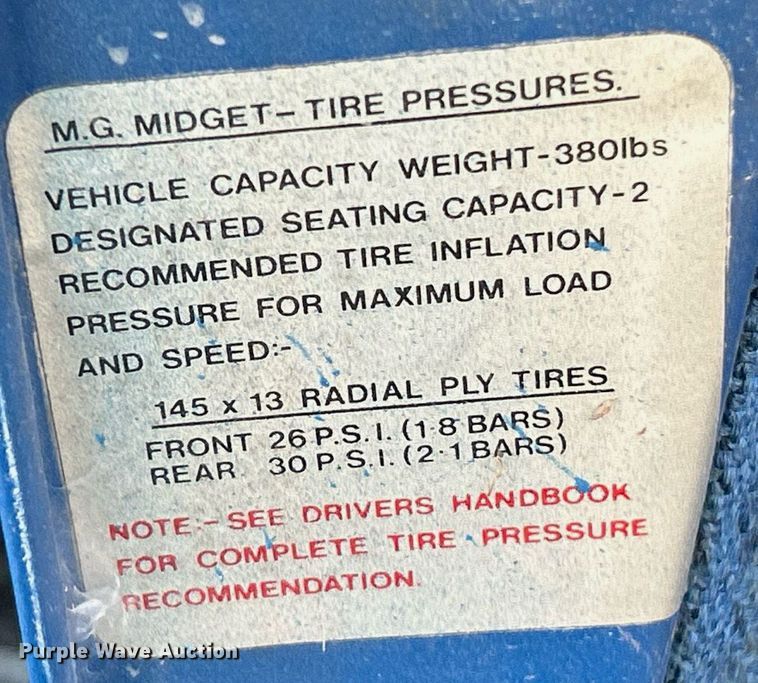 M.G. MIDGET-TIRE PRESSURES.
VEHICLE CAPACITY WEIGHT-380lbs
DESIGNATED SEATING CAPACITY-2
RECOMMENDED TIRE INFLATION
PRESSURE FOR MAXIMUM LOAD
AND SPEED:-
145 x 13 RADIAL PLY TIRES
FRONT 26 P.S.I. (1·8 BARS)
REAR 30 P.S.I. (2·1 BARS)
NOTE:- SEE DRIVERS HANDBOOK
FOR COMPLETE TIRE PRESSURE
RECOMMENDATION.
Purple Wave Auction